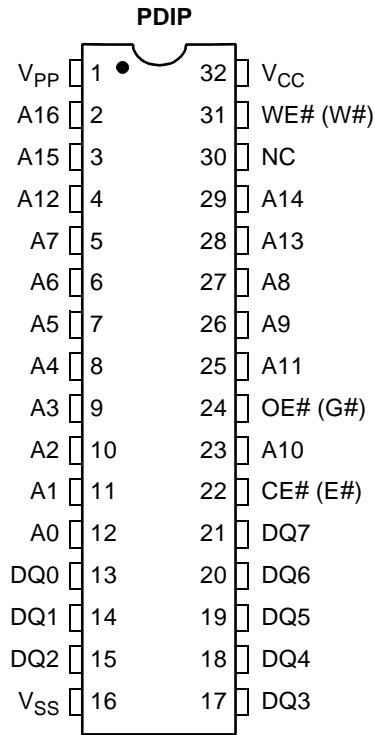 PDIP
V_PP 1 32 V_CC
A16 2 31 WE# (W#)
A15 3 30 NC
A12 4 29 A14
A7 5 28 A13
A6 6 27 A8
A5 7 26 A9
A4 8 25 A11
A3 9 24 OE# (G#)
A2 10 23 A10
A1 11 22 CE# (E#)
A0 12 21 DQ7
DQ0 13 20 DQ6
DQ1 14 19 DQ5
DQ2 15 18 DQ4
V_SS 16 17 DQ3